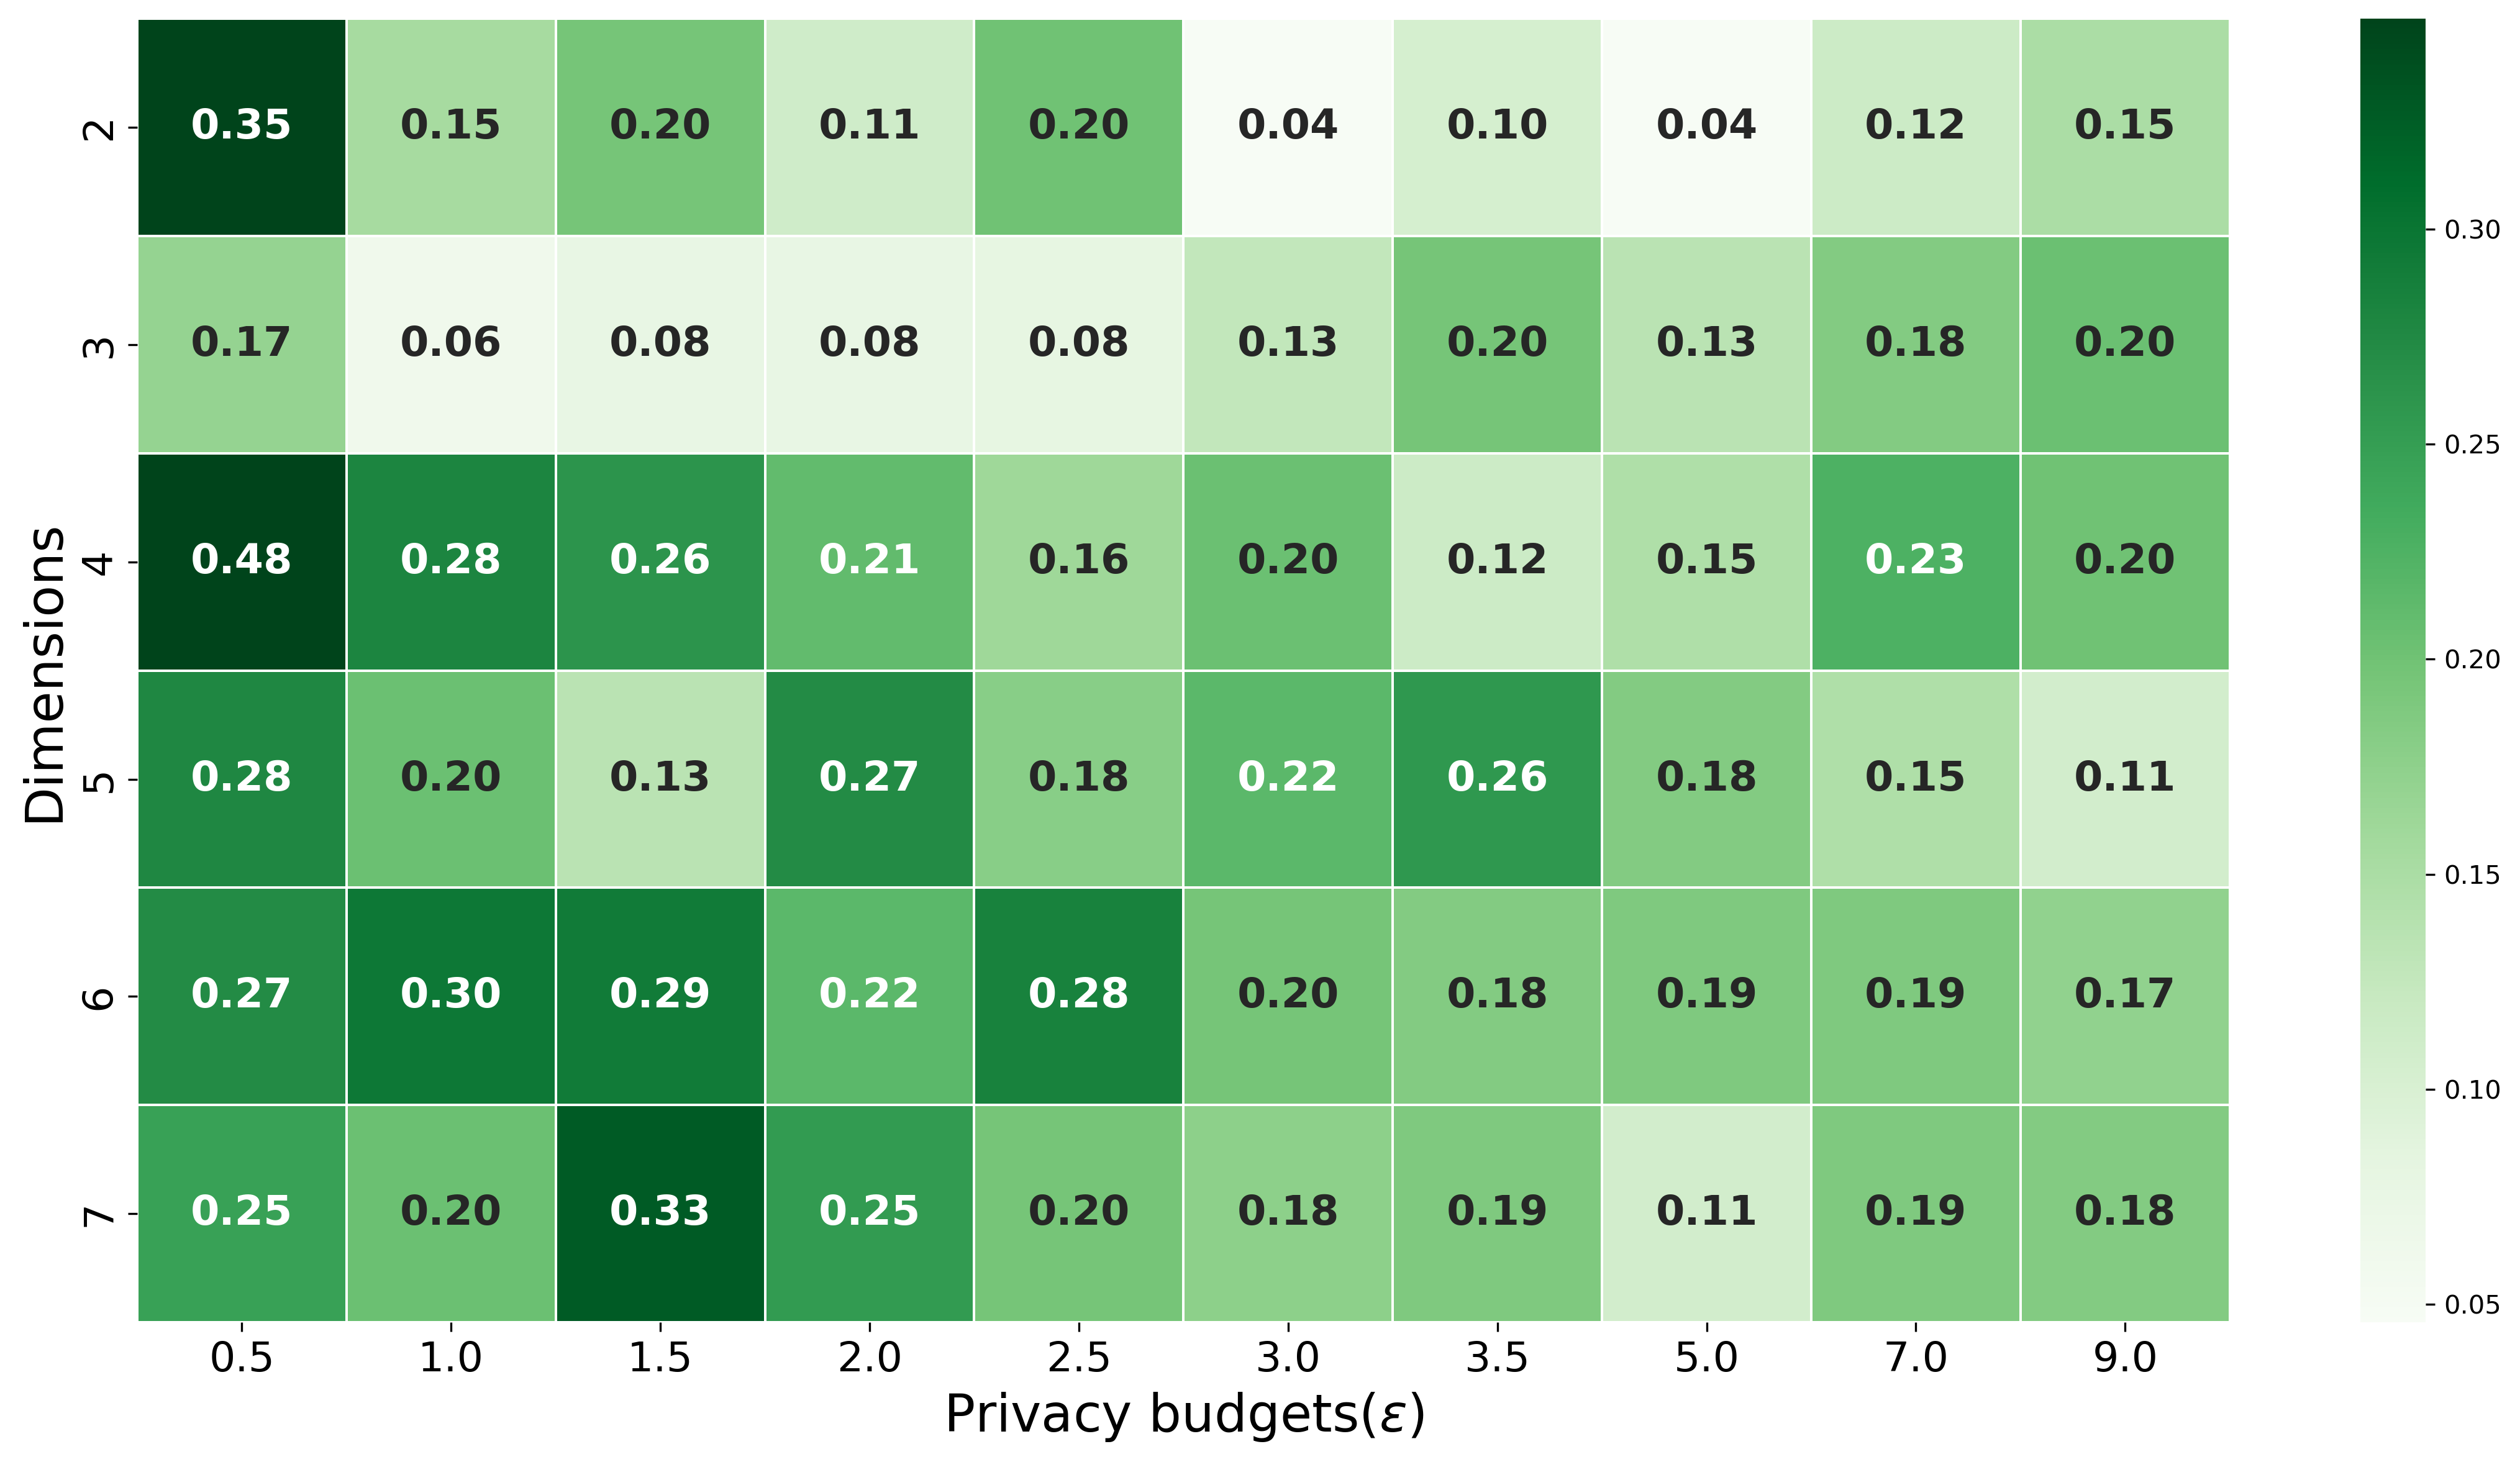 2 0.35 0.15 0.20 0.11 0.20 0.04 0.10 0.04 0.12 0.15
0.30
3 0.17 0.06 0.08 0.08 0.08 0.13 0.20 0.13 0.18 0.20
0.25
4 0.48 0.28 0.26 0.21 0.16 0.20 0.12 0.15 0.23 0.20
Dimensions
0.20
5 0.28 0.20 0.13 0.27 0.18 0.22 0.26 0.18 0.15 0.11
0.15
6 0.27 0.30 0.29 0.22 0.28 0.20 0.18 0.19 0.19 0.17
0.10
7 0.25 0.20 0.33 0.25 0.20 0.18 0.19 0.11 0.19 0.18
0.05
0.5 1.0 1.5 2.0 2.5 3.0 3.5 5.0 7.0 9.0
Privacy budgets(ε)